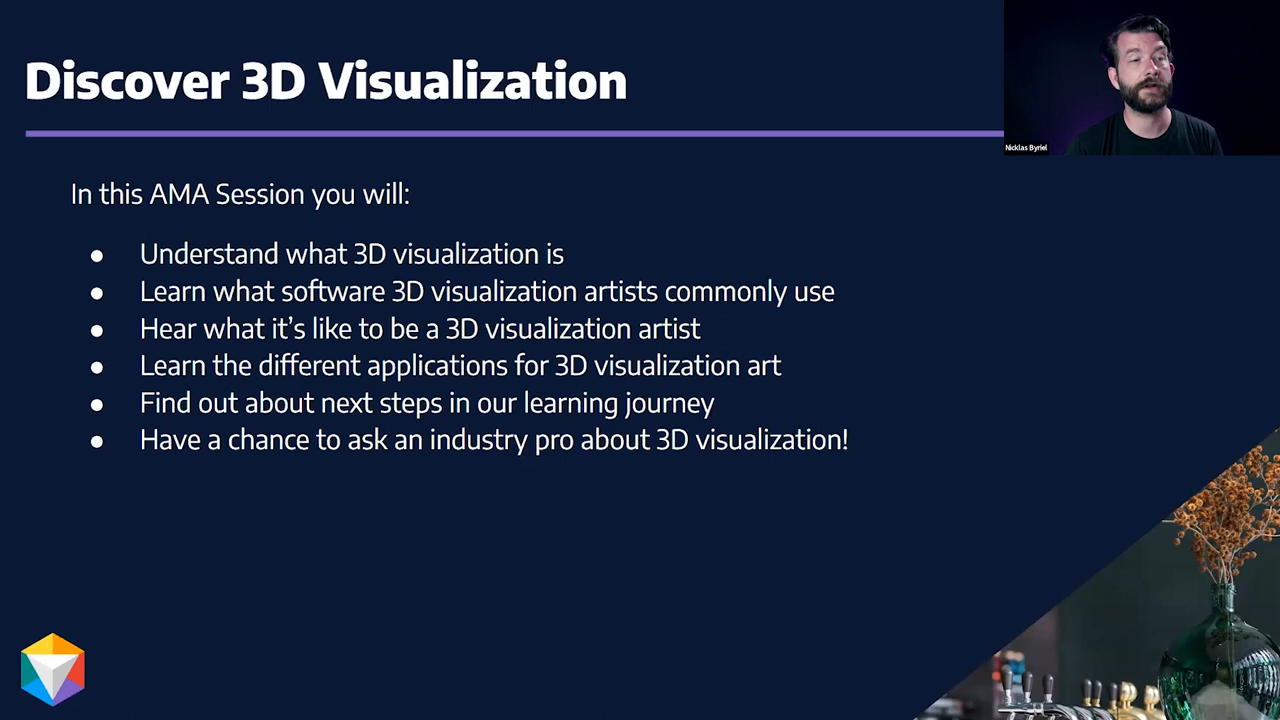 Discover 3D Visualization
Nicklas Byriel
In this AMA Session you will:
● Understand what 3D visualization is
● Learn what software 3D visualization artists commonly use
● Hear what it’s like to be a 3D visualization artist
● Learn the different applications for 3D visualization art
● Find out about next steps in our learning journey
● Have a chance to ask an industry pro about 3D visualization!